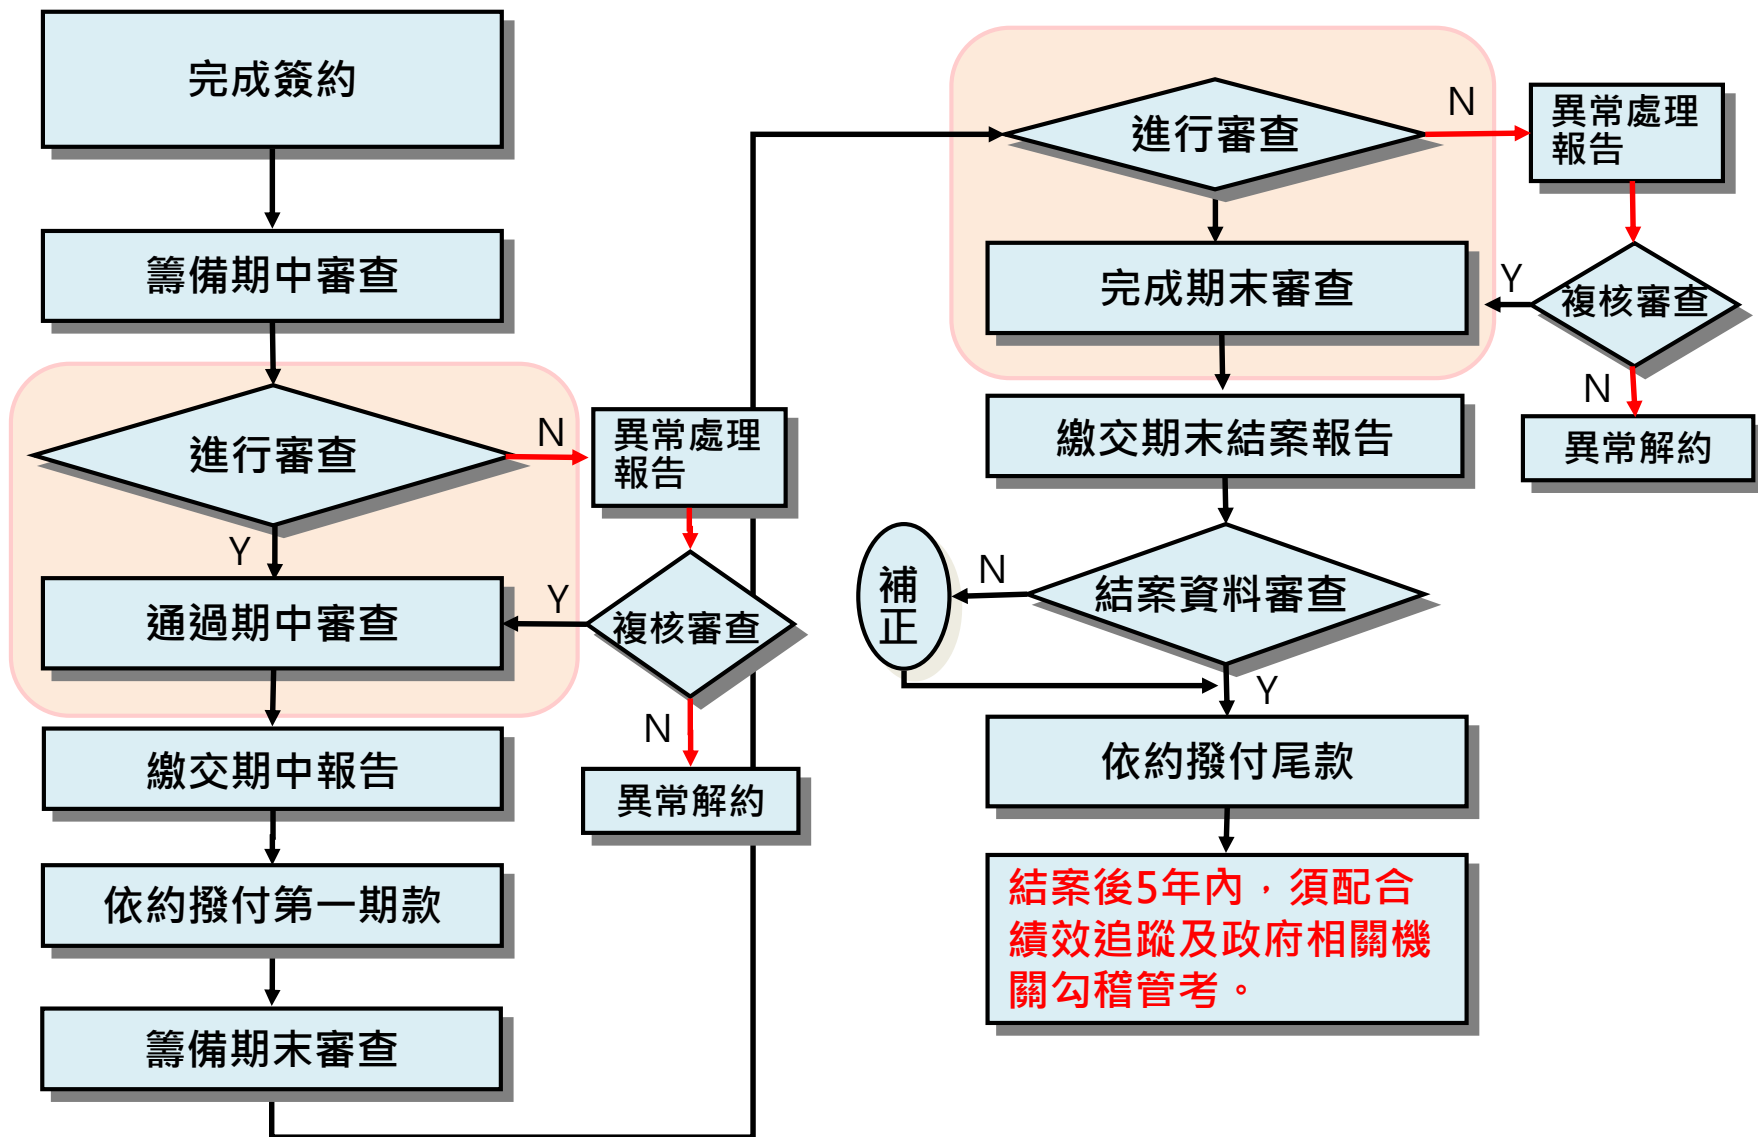 完成簽約
籌備期中審查
進行審查
N
異常處理
報告
Y
通過期中審查
Y
複核審查
N
異常解約
繳交期中報告
依約撥付第一期款
籌備期末審查
進行審查
N
異常處理
報告
完成期末審查
Y
複核審查
N
異常解約
繳交期末結案報告
結案資料審查
N
補
正
Y
依約撥付尾款
結案後5年內，須配合
績效追蹤及政府相關機
關勾稽管考。